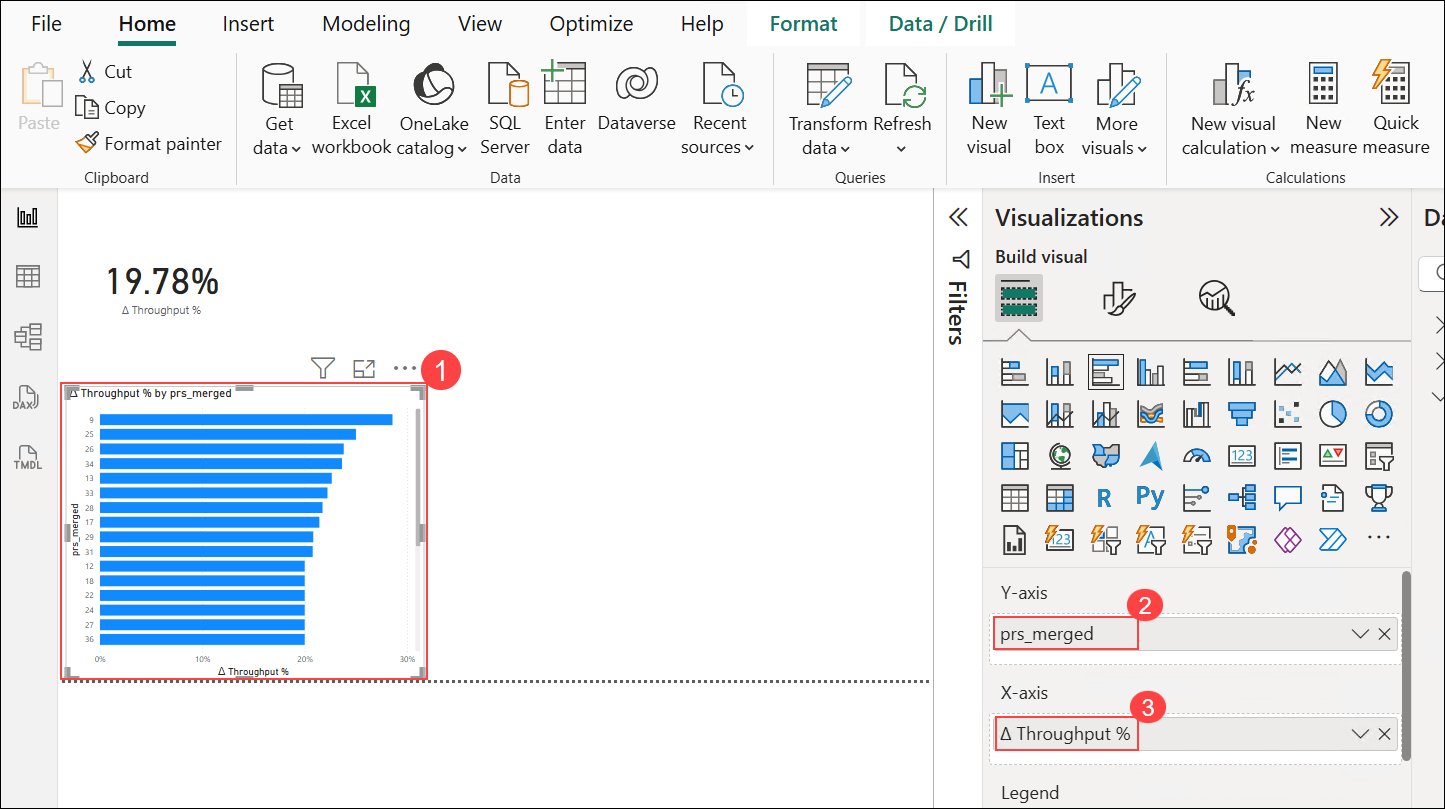 File Home Insert Modeling View Optimize Help Format Data / Drill
Paste
Cut
Copy
Format painter
Clipboard
Get
data
Excel
workbook
OneLake
catalog
SQL
Server
Enter
data
Dataverse
Recent
sources
Data
Transform
data
Refresh
Queries
New
visual
A
Text
box
More
visuals
Insert
fx
New visual
calculation
New
measure
Quick
measure
Calculations
DAX
TMDL
19.78%
Δ Throughput %
1
Δ Throughput % by prs_merged
prs_merged
9
25
26
34
13
33
28
17
29
31
12
18
22
24
27
36
0% 10% 20% 30%
Δ Throughput %
Filters
Visualizations
Build visual
123
R
Py
123
A
Y-axis
2
prs_merged
X-axis
3
Δ Throughput %
Legend